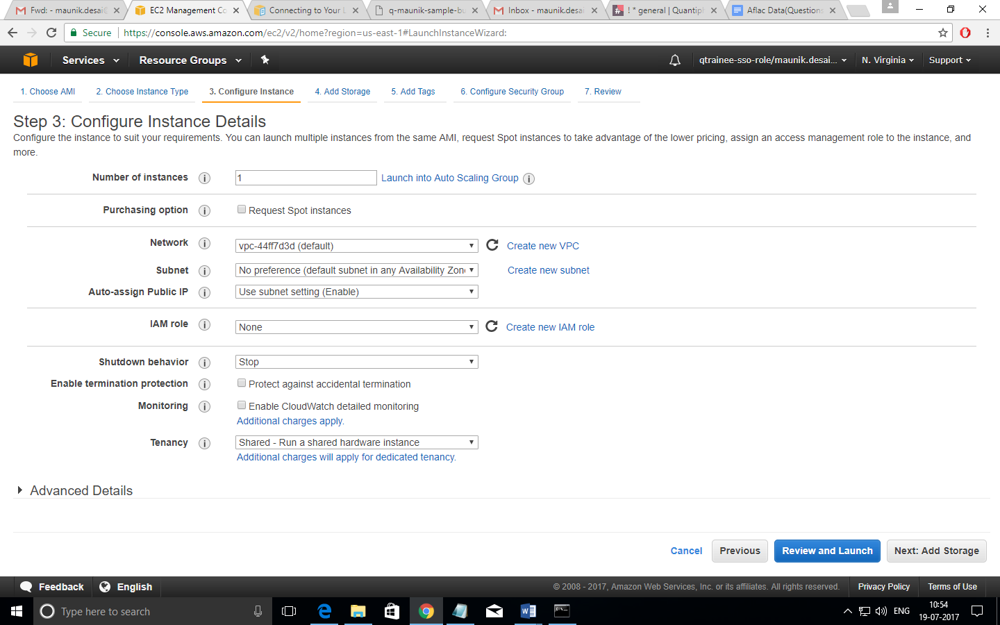 Fwd: - maunik.desai@
EC2 Management Co
Connecting to Your L
q-maunik-sample-bu
Inbox - maunik.desai
! * general | Quantiph
Aflac Data(Questions
Secure
https://console.aws.amazon.com/ec2/v2/home?region=us-east-1#LaunchInstanceWizard:
Services
Resource Groups
qtrainee-sso-role/maunik.desai...
N. Virginia
Support
1. Choose AMI
2. Choose Instance Type
3. Configure Instance
4. Add Storage
5. Add Tags
6. Configure Security Group
7. Review
Step 3: Configure Instance Details
Configure the instance to suit your requirements. You can launch multiple instances from the same AMI, request Spot instances to take advantage of the lower pricing, assign an access management role to the instance, and
more.
Number of instances
1
Launch into Auto Scaling Group
Purchasing option
Request Spot instances
Network
vpc-44ff7d3d (default)
Create new VPC
Subnet
No preference (default subnet in any Availability Zon
Create new subnet
Auto-assign Public IP
Use subnet setting (Enable)
IAM role
None
Create new IAM role
Shutdown behavior
Stop
Enable termination protection
Protect against accidental termination
Monitoring
Enable CloudWatch detailed monitoring
Additional charges apply.
Tenancy
Shared - Run a shared hardware instance
Additional charges will apply for dedicated tenancy.
Advanced Details
Cancel
Previous
Review and Launch
Next: Add Storage
Feedback
English
© 2008 - 2017, Amazon Web Services, Inc. or its affiliates. All rights reserved.
Privacy Policy
Terms of Use
Type here to search
ENG
10:54
19-07-2017